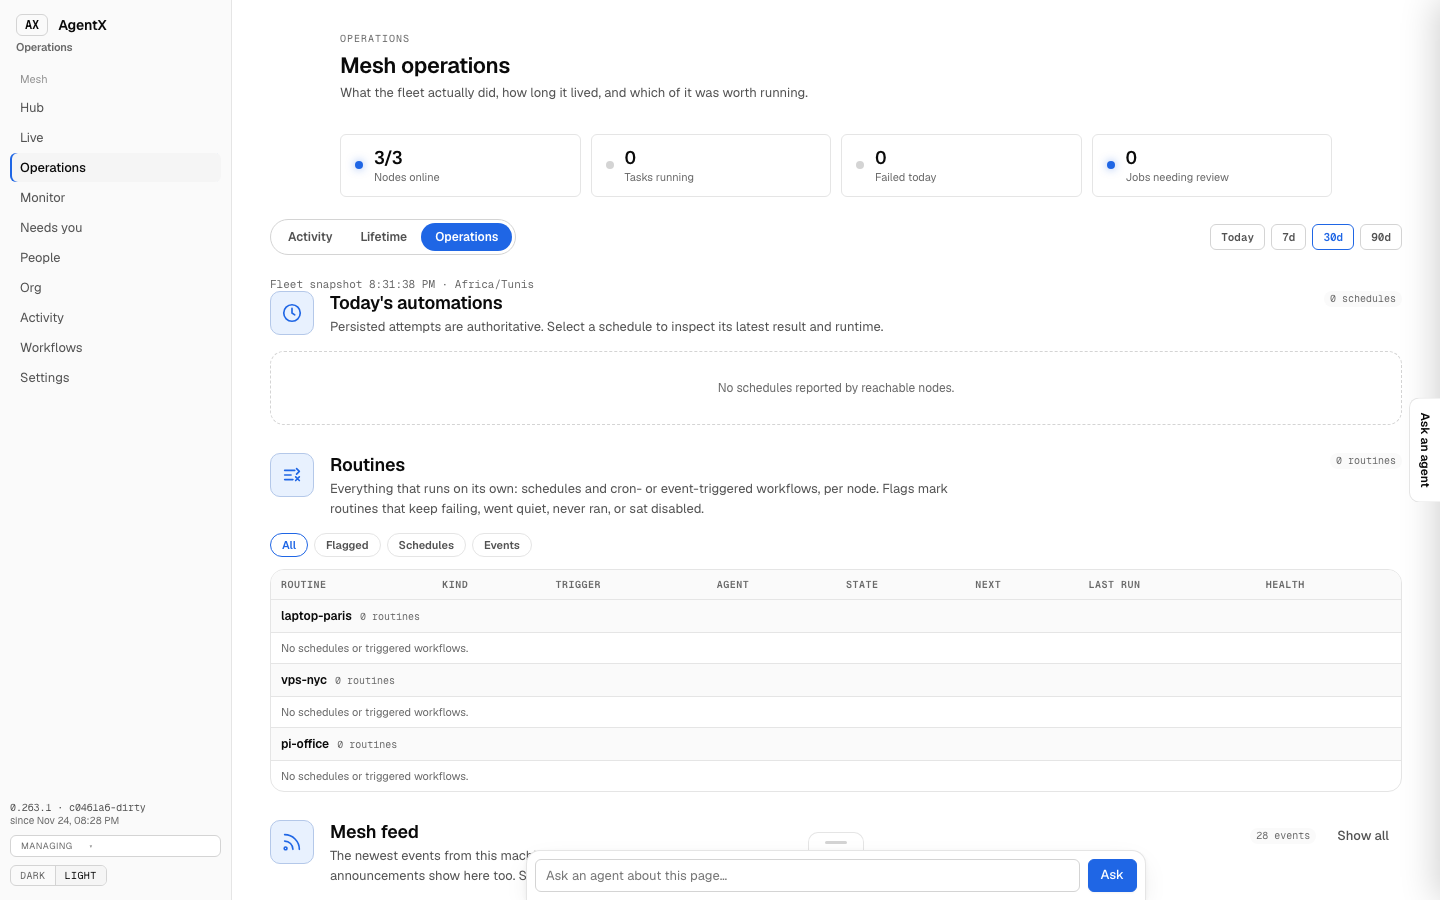 AX AgentX
Operations
Mesh
Hub
Live
Operations
Monitor
Needs you
People
Org
Activity
Workflows
Settings
0.263.1 · c0461a6-dirty
since Nov 24, 08:28 PM
MANAGING
DARK LIGHT
OPERATIONS
Mesh operations
What the fleet actually did, how long it lived, and which of it was worth running.
3/3
Nodes online
0
Tasks running
0
Failed today
0
Jobs needing review
Activity Lifetime Operations
Today 7d 30d 90d
Fleet snapshot 8:31:38 PM · Africa/Tunis
Today's automations
0 schedules
Persisted attempts are authoritative. Select a schedule to inspect its latest result and runtime.
No schedules reported by reachable nodes.
Routines
0 routines
Everything that runs on its own: schedules and cron- or event-triggered workflows, per node. Flags mark
routines that keep failing, went quiet, never ran, or sat disabled.
All Flagged Schedules Events
ROUTINE KIND TRIGGER AGENT STATE NEXT LAST RUN HEALTH
laptop-paris 0 routines
No schedules or triggered workflows.
vps-nyc 0 routines
No schedules or triggered workflows.
pi-office 0 routines
No schedules or triggered workflows.
Mesh feed
28 events Show all
The newest events from this mach
announcements show here too. S
Ask an agent about this page…
Ask
Ask an agent